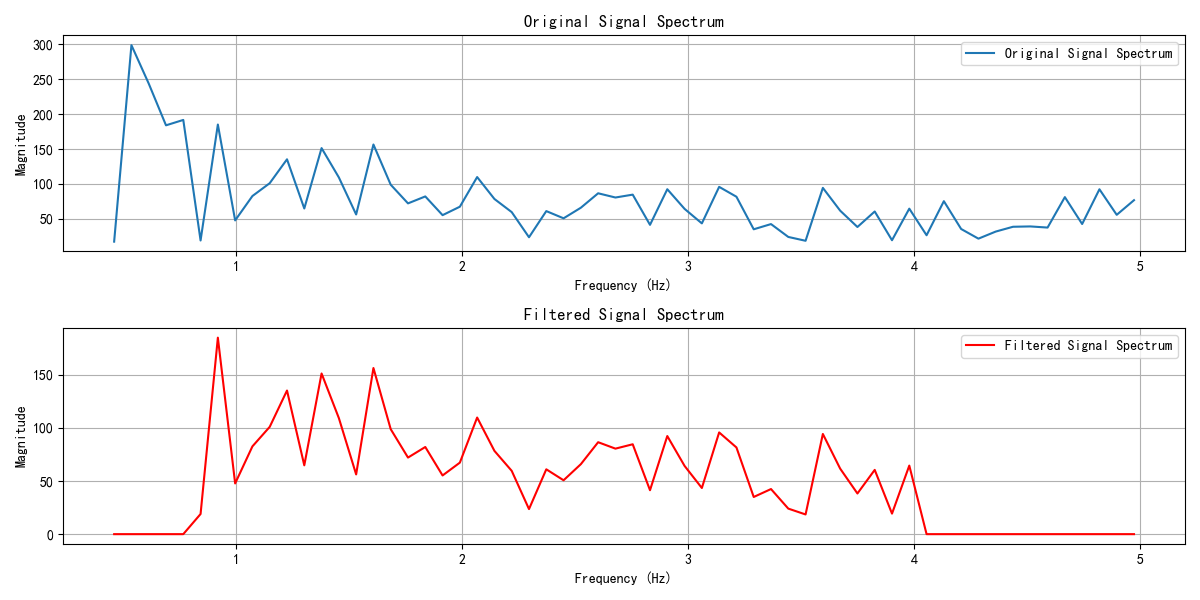 Original Signal Spectrum
Original Signal Spectrum
Magnitude
300
250
200
150
100
50
1 2 3 4 5
Frequency (Hz)
Filtered Signal Spectrum
Filtered Signal Spectrum
Magnitude
150
100
50
0
1 2 3 4 5
Frequency (Hz)